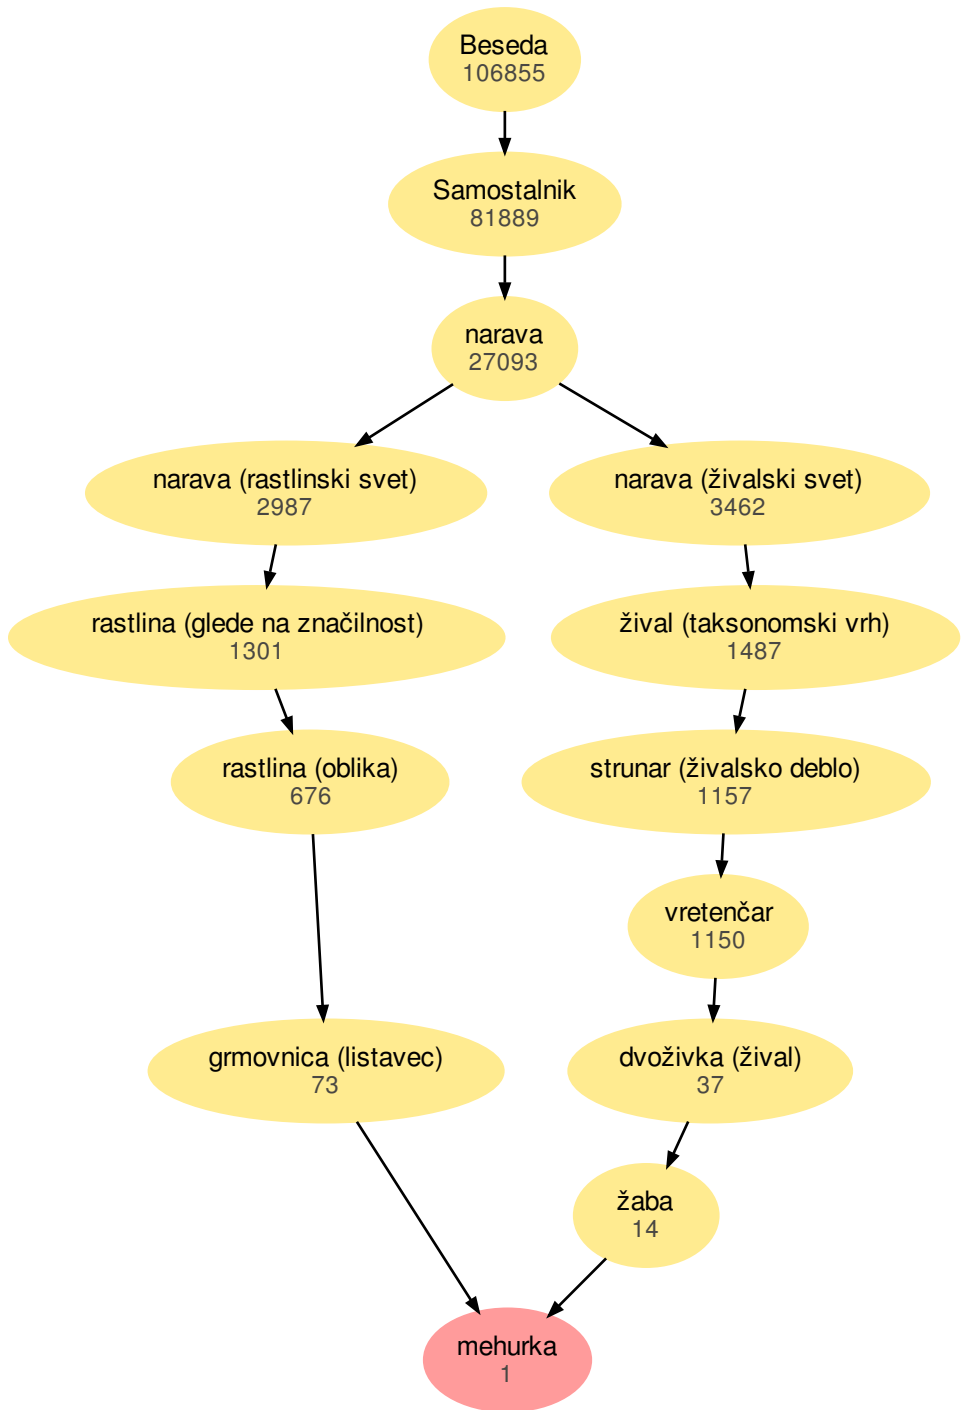 Beseda
106855
Samostalnik
81889
narava
27093
narava (rastlinski svet)
2987
narava (živalski svet)
3462
rastlina (glede na značilnost)
1301
žival (taksonomski vrh)
1487
rastlina (oblika)
676
strunar (živalsko deblo)
1157
vretenčar
1150
grmovnica (listavec)
73
dvoživka (žival)
37
žaba
14
mehurka
1